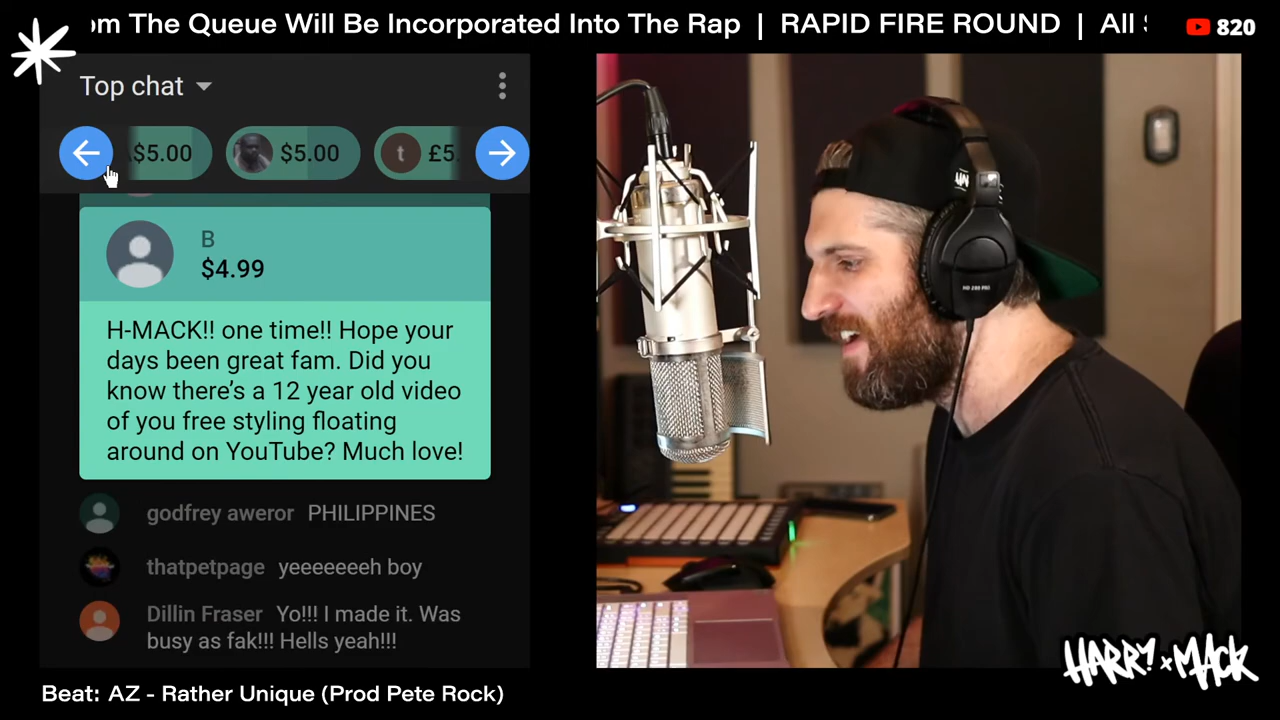 om The Queue Will Be Incorporated Into The Rap | RAPID FIRE ROUND | All
820
Top chat
$5.00
$5.00
t
£5.
B
$4.99
H-MACK!! one time!! Hope your
days been great fam. Did you
know there's a 12 year old video
of you free styling floating
around on YouTube? Much love!
godfrey aweror PHILIPPINES
thatpetpage yeeeeeeeh boy
Dillin Fraser Yo!!! I made it. Was
busy as fak!!! Hells yeah!!!
HARRY x MACK
Beat: AZ - Rather Unique (Prod Pete Rock)